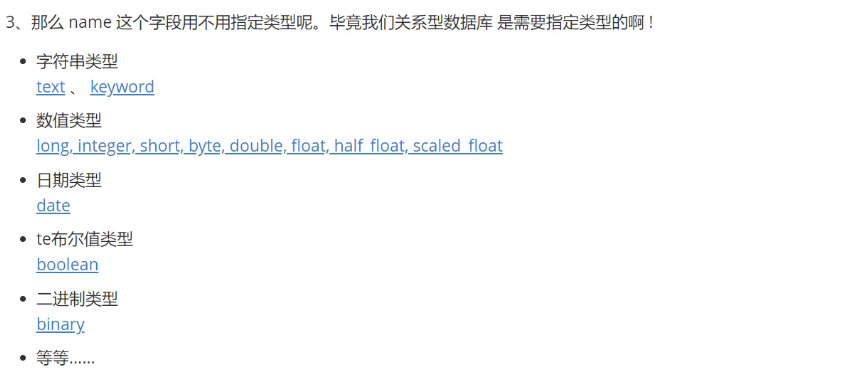 3、那么 name 这个字段用不用指定类型呢。毕竟我们关系型数据库 是需要指定类型的啊！
• 字符串类型
text 、 keyword
• 数值类型
long, integer, short, byte, double, float, half_float, scaled_float
• 日期类型
date
• te布尔值类型
boolean
• 二进制类型
binary
• 等等......